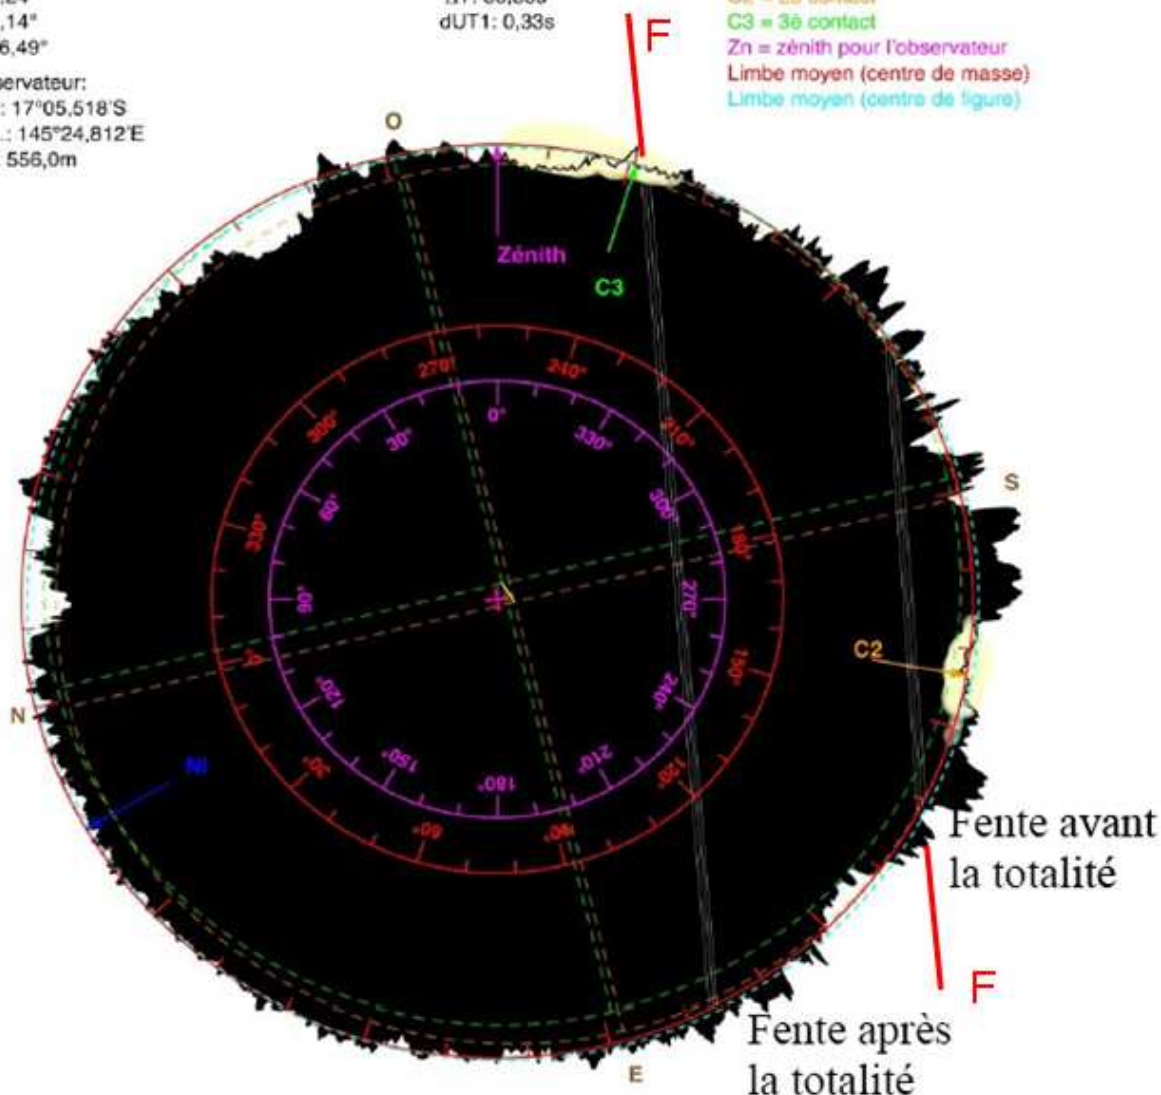 ,14°
6,49°
dUT1: 0,33s
C3 = 3è contact
Zn = zénith pour l'observateur
Limbe moyen (centre de masse)
Limbe moyen (centre de figure)
servateur:
: 17°05,518'S
.: 145°24,812'E
556,0m
F
O
Zénith
C3
270°
240°
300°
210°
0°
30°
330°
60°
300°
330°
180°
S
90°
270°
C2
0°
150°
120°
240°
N
Ni
150°
210°
180°
30°
120°
60°
90°
Fente avant
la totalité
F
Fente après
la totalité
E